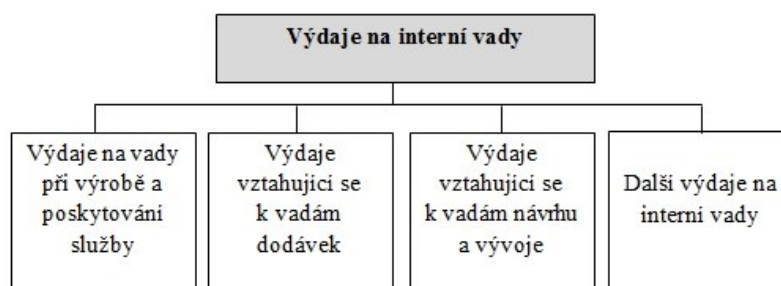 Výdaje na interní vady
Výdaje na vady
při výrobě a
poskytování
služby
Výdaje
vztahující se
k vadám
dodávek
Výdaje
vztahující se
k vadám návrhu
a vývoje
Další výdaje na
interní vady